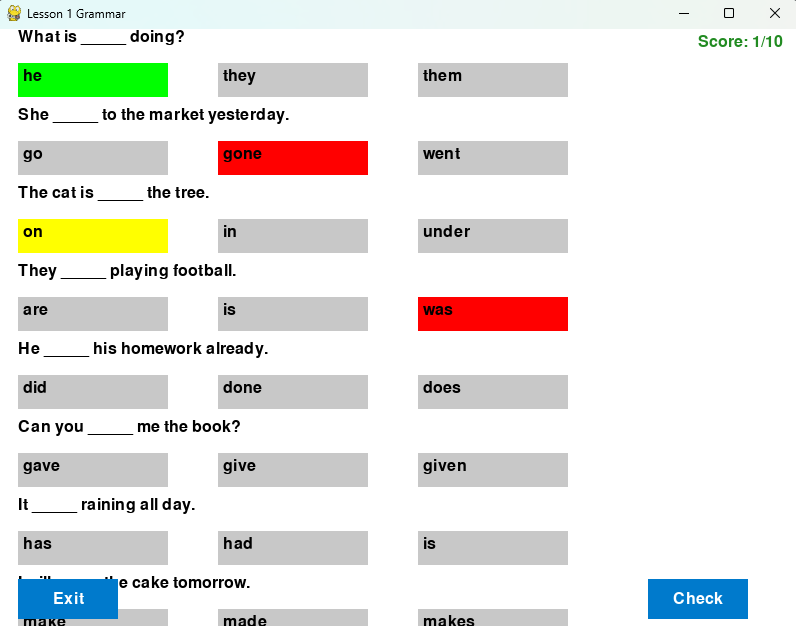 Lesson 1 Grammar
What is _____ doing?
Score: 1/10
he they them
She _____ to the market yesterday.
go gone went
The cat is _____ the tree.
on in under
They _____ playing football.
are is was
He _____ his homework already.
did done does
Can you _____ me the book?
gave give given
It _____ raining all day.
has had is
the cake tomorrow.
Exit Check
make made makes